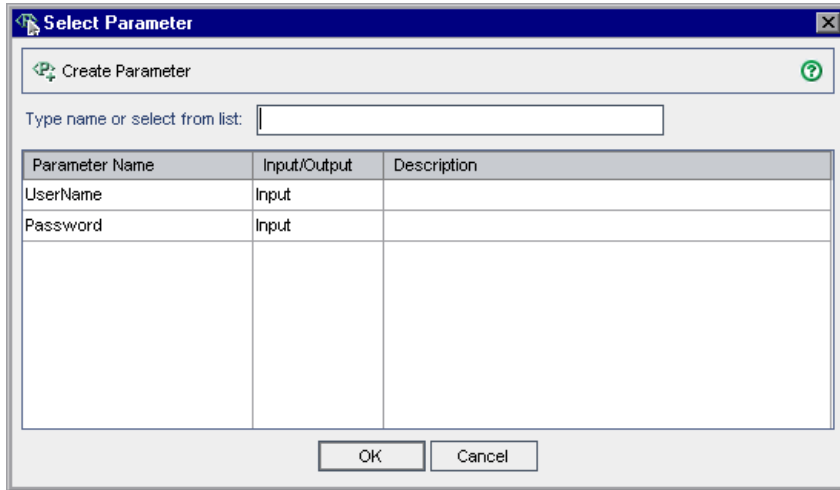 Select Parameter
Create Parameter
Type name or select from list:
Parameter Name Input/Output Description
UserName Input
Password Input
OK Cancel